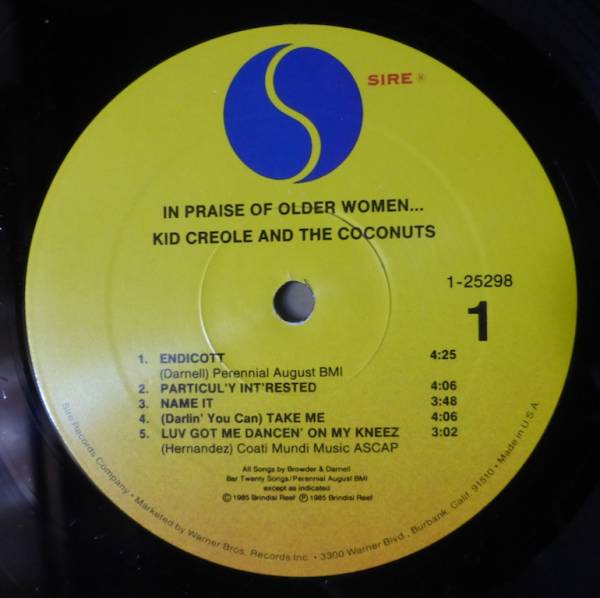 SIRE ®
IN PRAISE OF OLDER WOMEN...
KID CREOLE AND THE COCONUTS
1-25298
1
1. ENDICOTT 4:25
(Darnell) Perennial August BMI
2. PARTICUL'Y INT'RESTED 4:06
3. NAME IT 3:48
4. (Darlin' You Can) TAKE ME 4:06
5. LUV GOT ME DANCEN' ON MY KNEEZ 3:02
(Hernandez) Coati Mundi Music ASCAP
All Songs by Browder & Darnell
Bar Twenty Songs/Perennial August BMI
except as indicated
© 1985 Brindisi Reef ℗ 1985 Brindisi Reef
Sire Records Company • Marketed by Warner Bros. Records Inc. • 3300 Warner Blvd., Burbank, Calif. 91510 • Made in U.S.A.